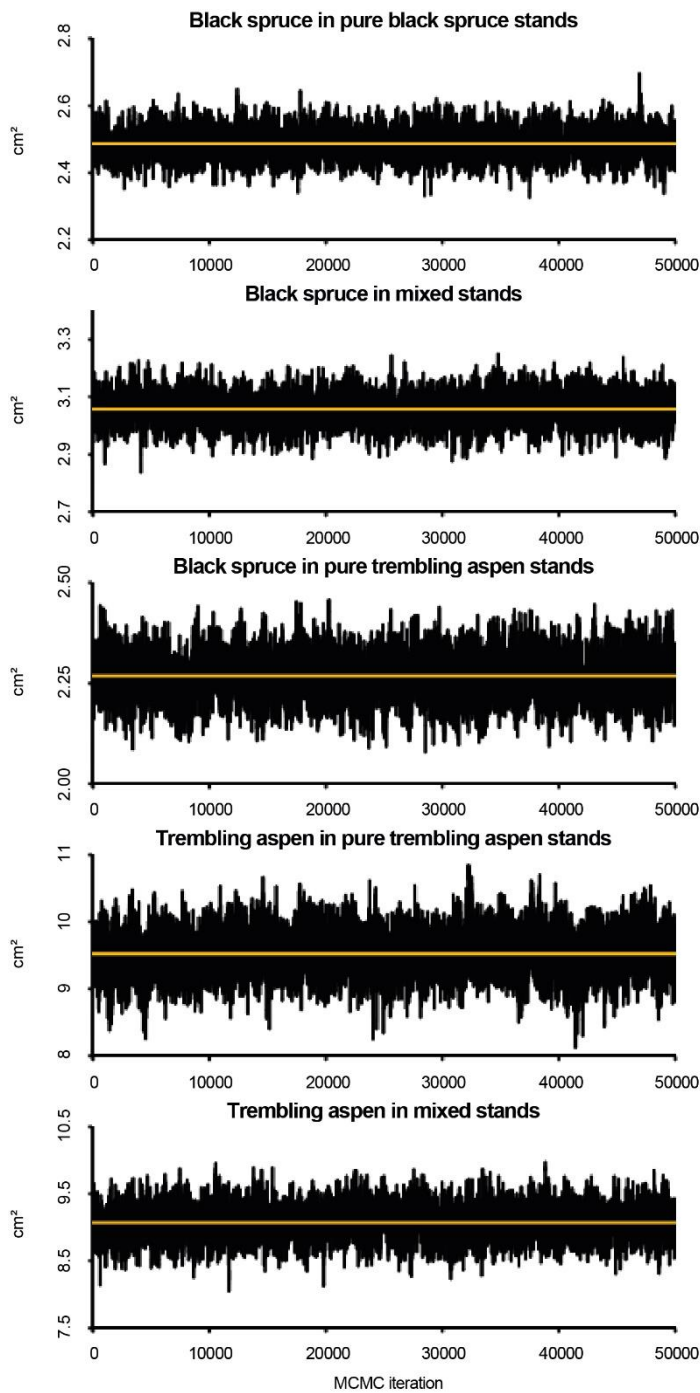 Black spruce in pure black spruce stands
2.8
2.6
2.4
2.2
cm²
0 10000 20000 30000 40000 50000
Black spruce in mixed stands
3.3
3.1
2.9
2.7
cm²
0 10000 20000 30000 40000 50000
Black spruce in pure trembling aspen stands
2.50
2.25
2.00
cm²
0 10000 20000 30000 40000 50000
Trembling aspen in pure trembling aspen stands
11
10
9
8
cm²
0 10000 20000 30000 40000 50000
Trembling aspen in mixed stands
10.5
9.5
8.5
7.5
cm²
0 10000 20000 30000 40000 50000
MCMC iteration